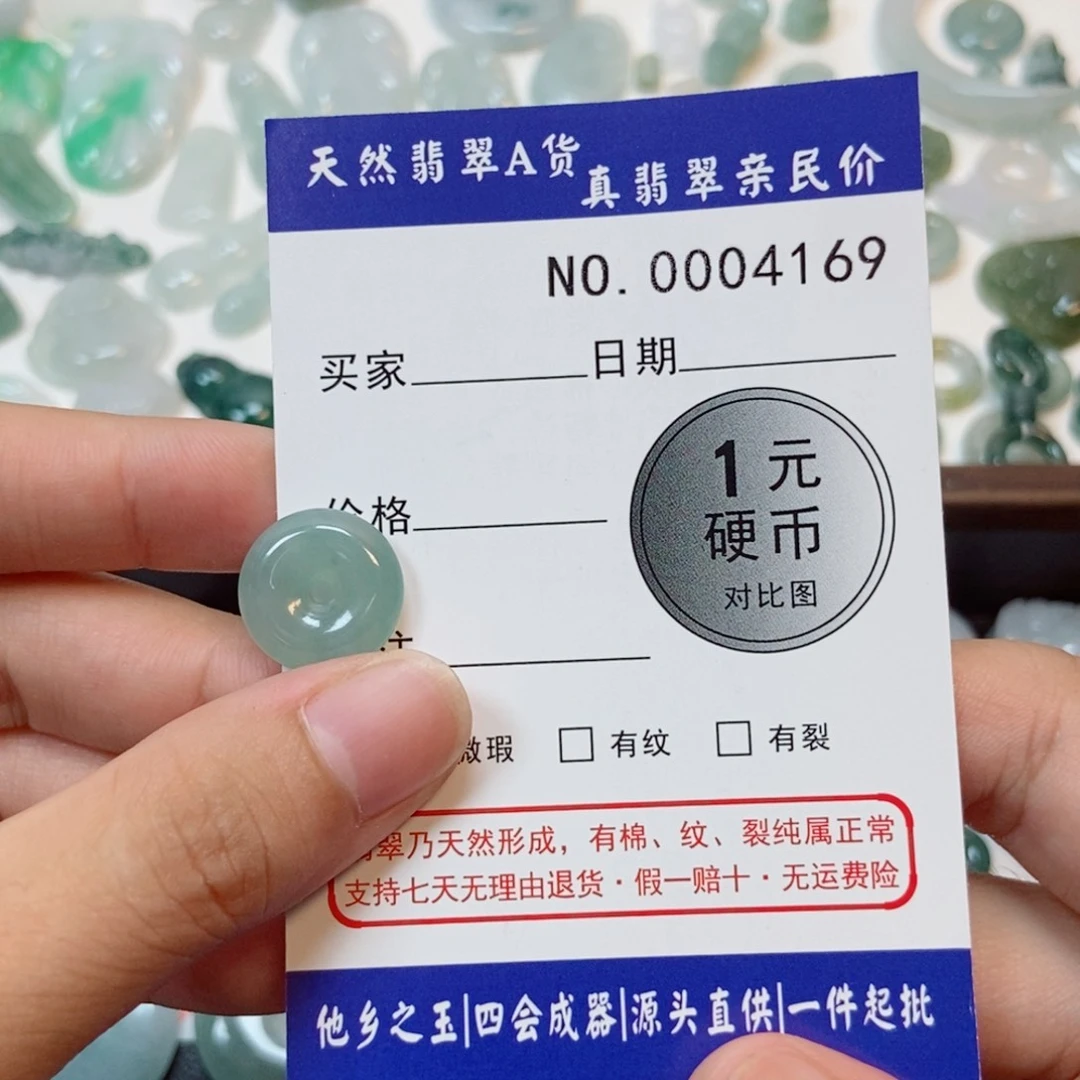 天然翡翠A货 真翡翠亲民价
NO. 0004169
买家 日期
格
1元
硬币
对比图
微瑕 有纹 有裂
翠乃天然形成，有棉、纹、裂纯属正常
支持七天无理由退货·假一赔十·无运费险
他乡之玉|四会成器|源头直供|一件起批